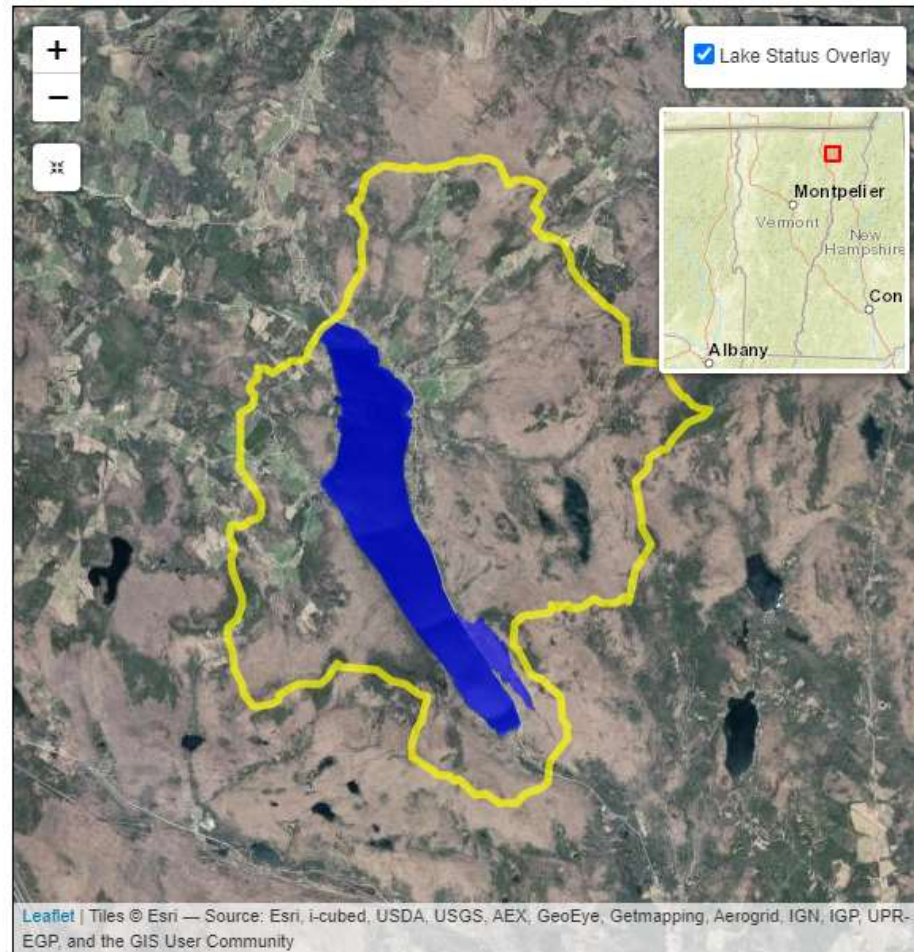 +
−
Lake Status Overlay
Montpelier
Vermont
New
Hampshire
Con
Albany
Leaflet | Tiles © Esri — Source: Esri, i-cubed, USDA, USGS, AEX, GeoEye, Getmapping, Aerogrid, IGN, IGP, UPR-
EGP, and the GIS User Community